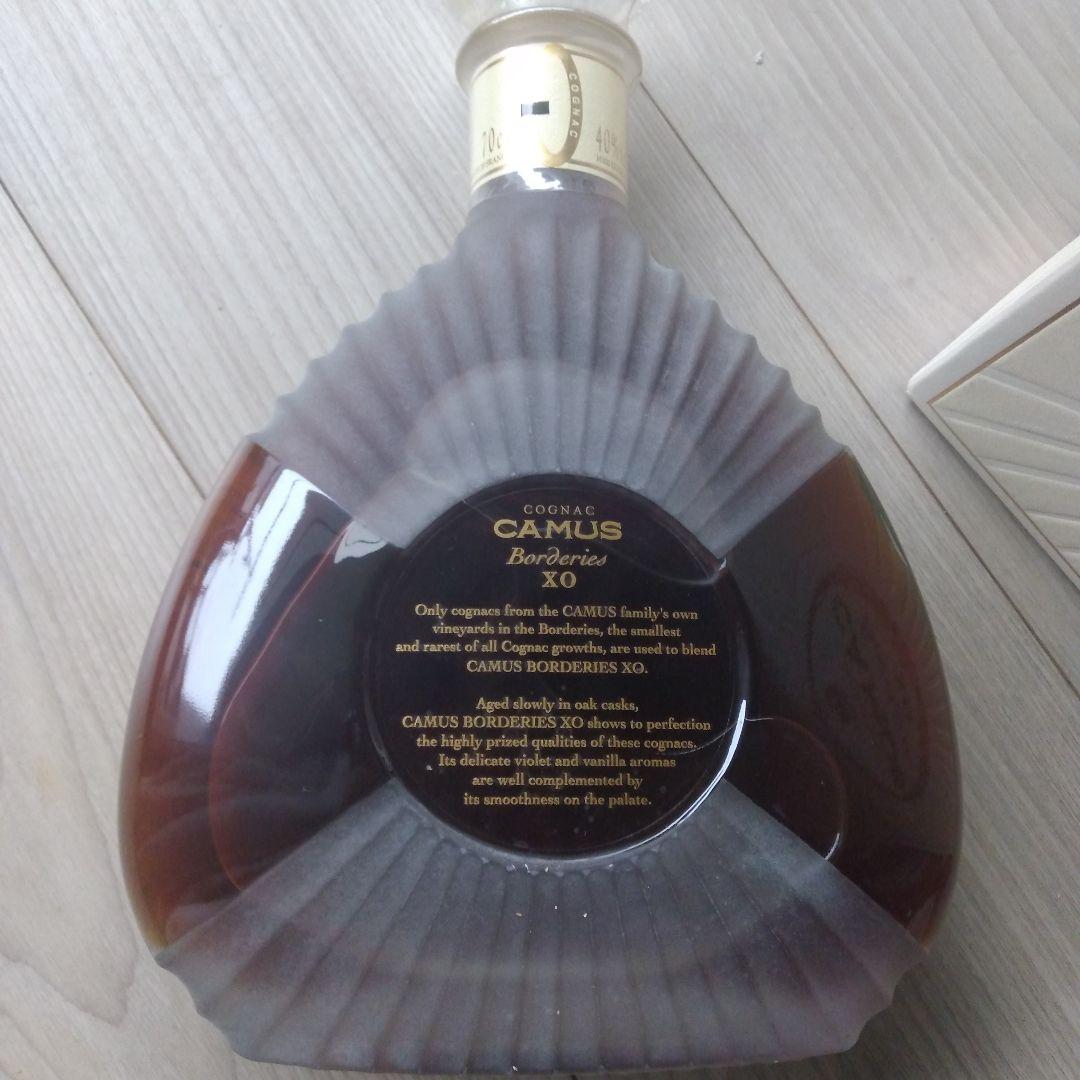 COGNAC
70c
40%
COGNAC
CAMUS
Borderies
XO
Only cognacs from the CAMUS family's own
vineyards in the Borderies, the smallest
and rarest of all Cognac growths, are used to blend
CAMUS BORDERIES XO.
Aged slowly in oak casks,
CAMUS BORDERIES XO shows to perfection
the highly prized qualities of these cognacs.
Its delicate violet and vanilla aromas
are well complemented by
its smoothness on the palate.